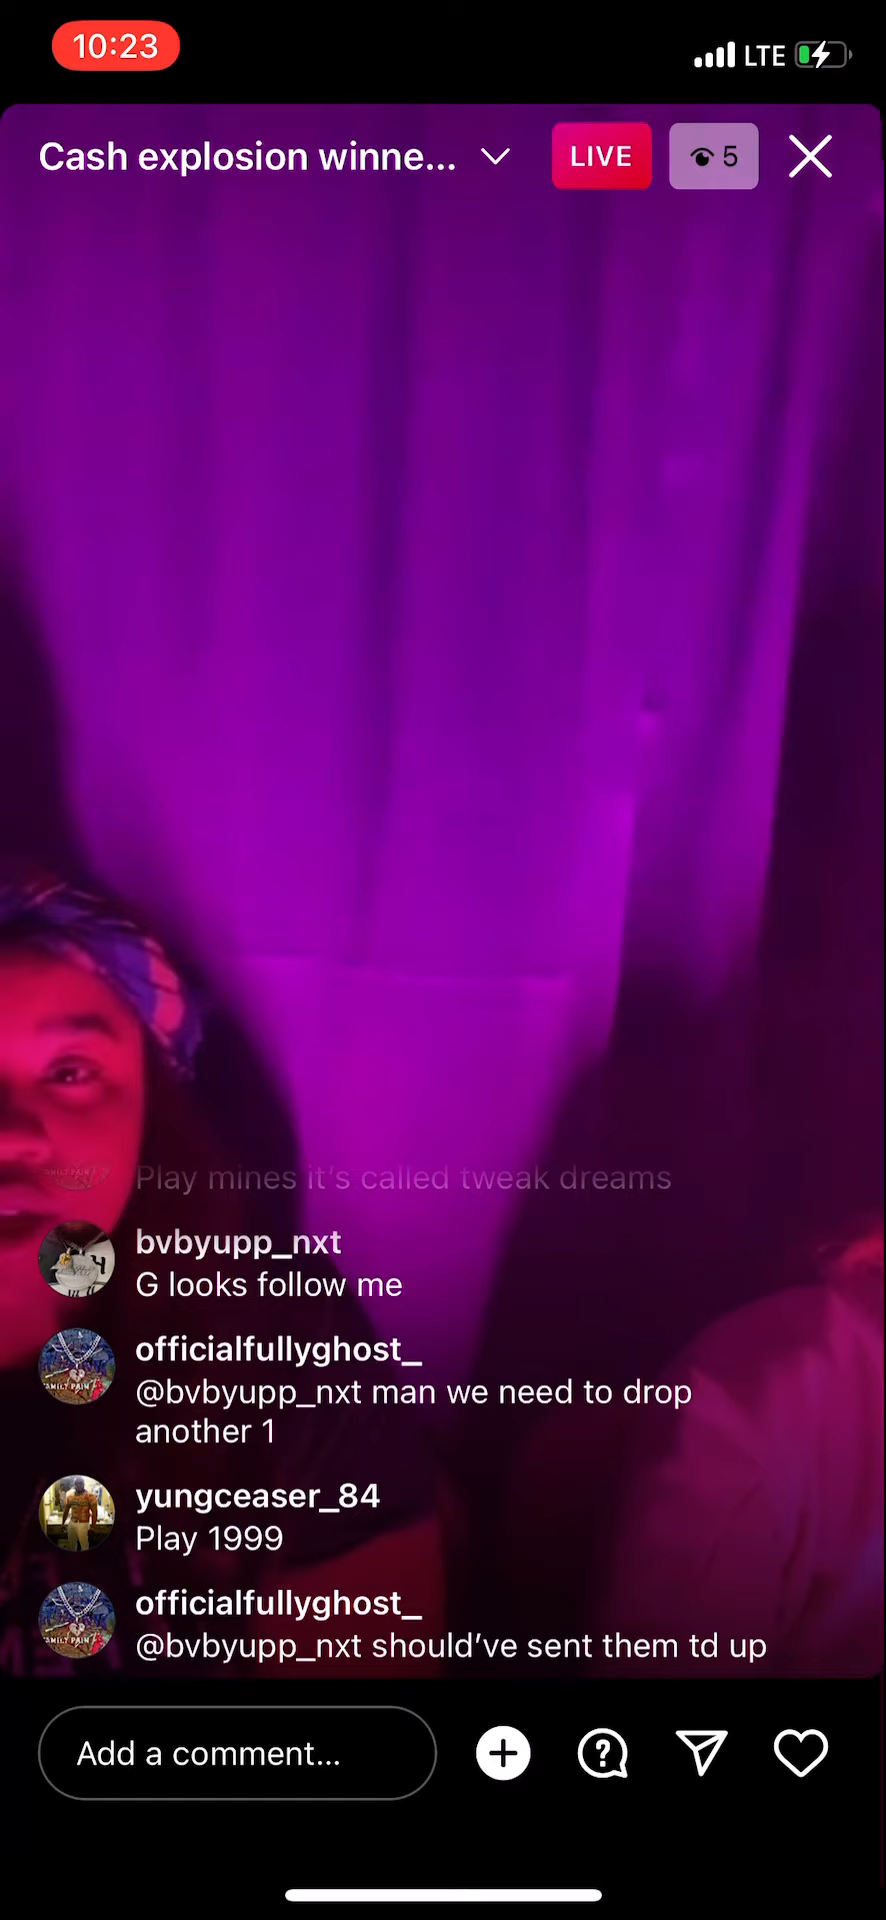 10:23
LTE
Cash explosion winne...
LIVE
5
Play mines it's called tweak dreams
bvbyupp_nxt
G looks follow me
officialfullyghost_
@bvbyupp_nxt man we need to drop
another 1
yungceaser_84
Play 1999
officialfullyghost_
@bvbyupp_nxt should've sent them td up
Add a comment...